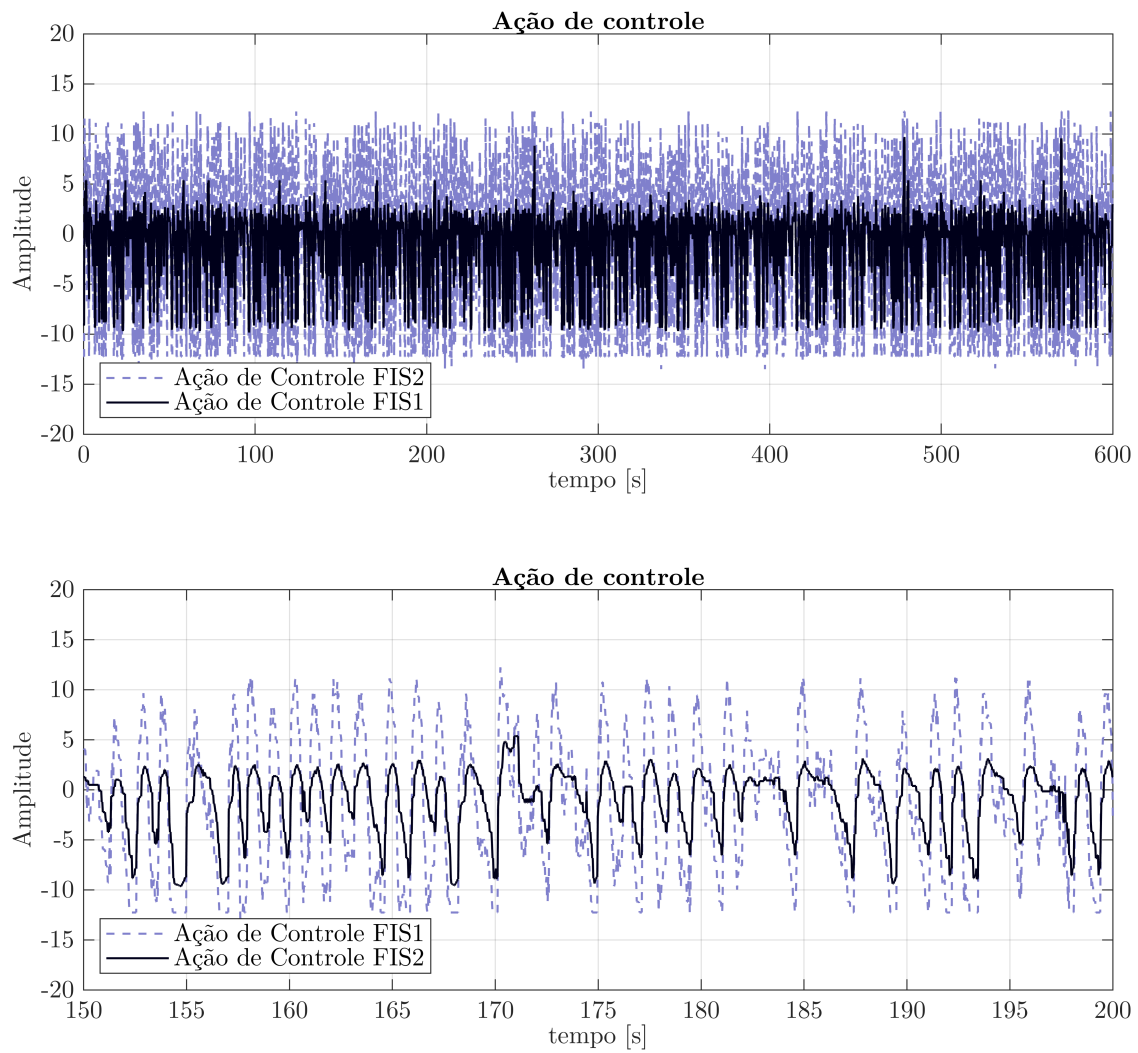 Ação de controle
20
15
10
5
0
-5
-10
-15
-20
Amplitude
Ação de Controle FIS2
Ação de Controle FIS1
0 100 200 300 400 500 600
tempo [s]
Ação de controle
20
15
10
5
0
-5
-10
-15
-20
Amplitude
Ação de Controle FIS1
Ação de Controle FIS2
150 155 160 165 170 175 180 185 190 195 200
tempo [s]